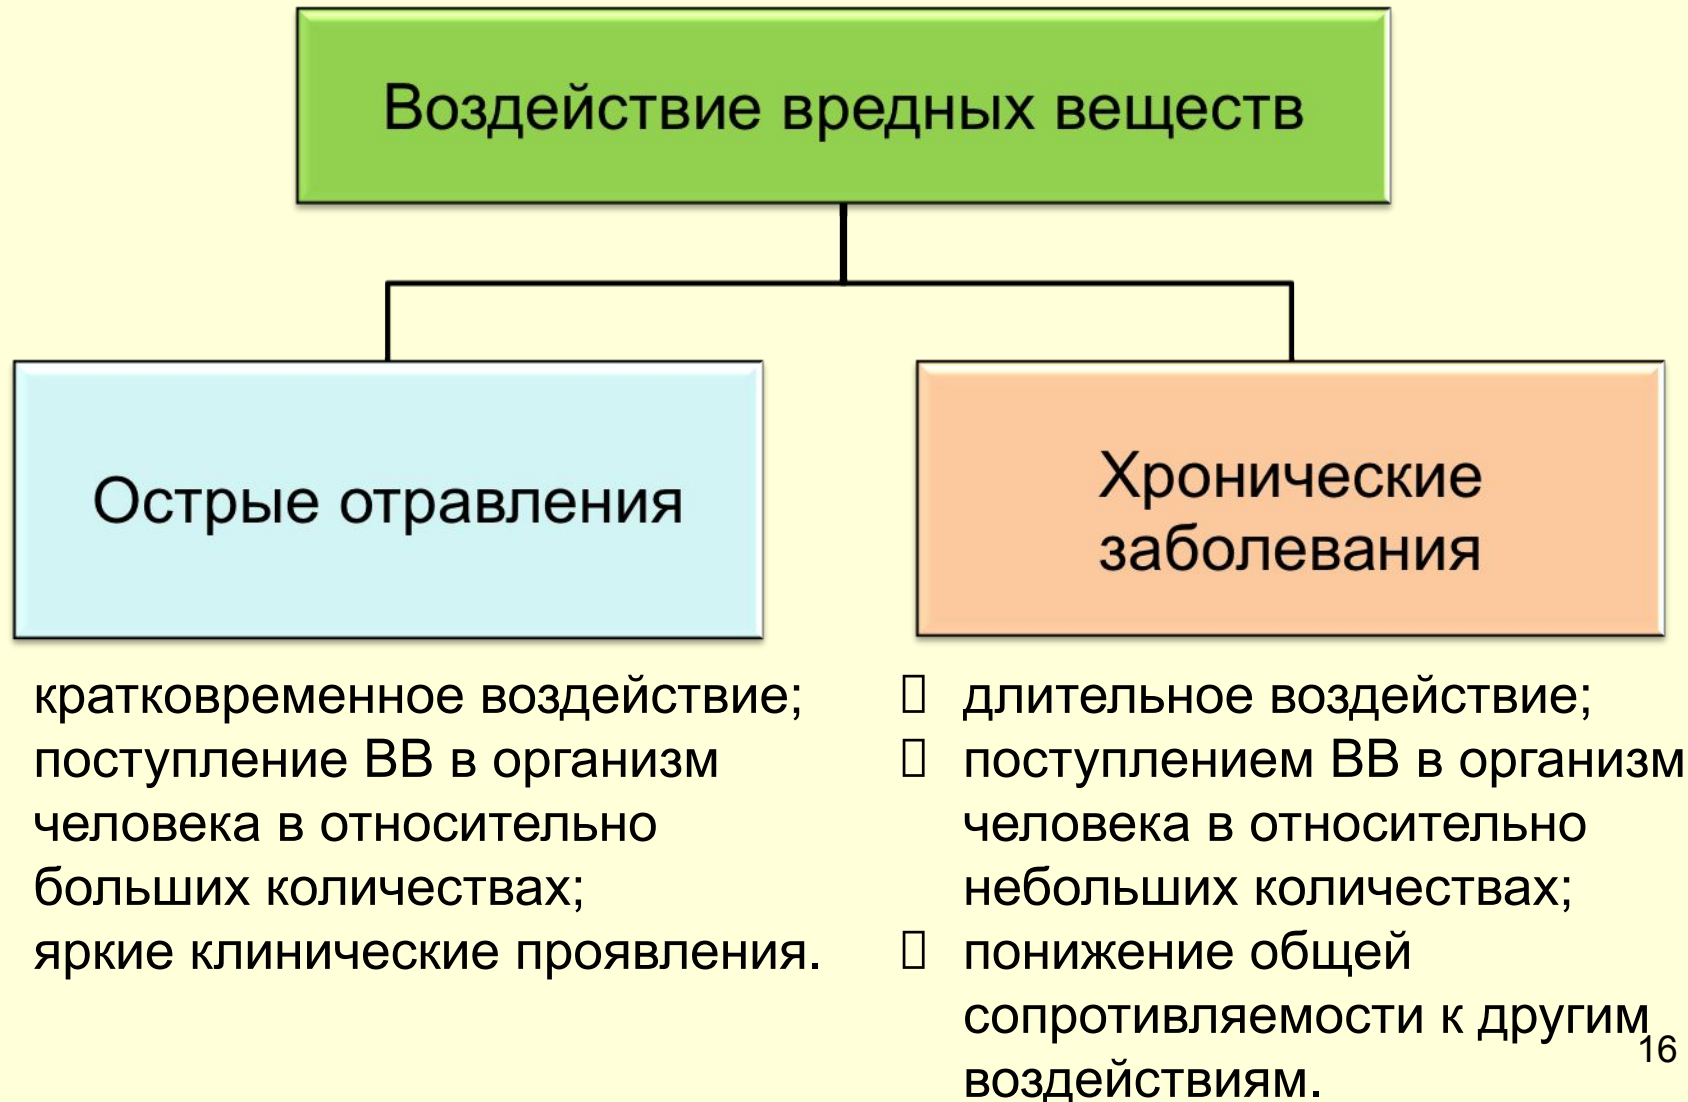 Воздействие вредных веществ
Острые отравления
Хронические
заболевания
кратковременное воздействие;
поступление ВВ в организм
человека в относительно
больших количествах;
яркие клинические проявления.
длительное воздействие;
поступлением ВВ в организм
человека в относительно
небольших количествах;
понижение общей
сопротивляемости к другим
воздействиям.
16